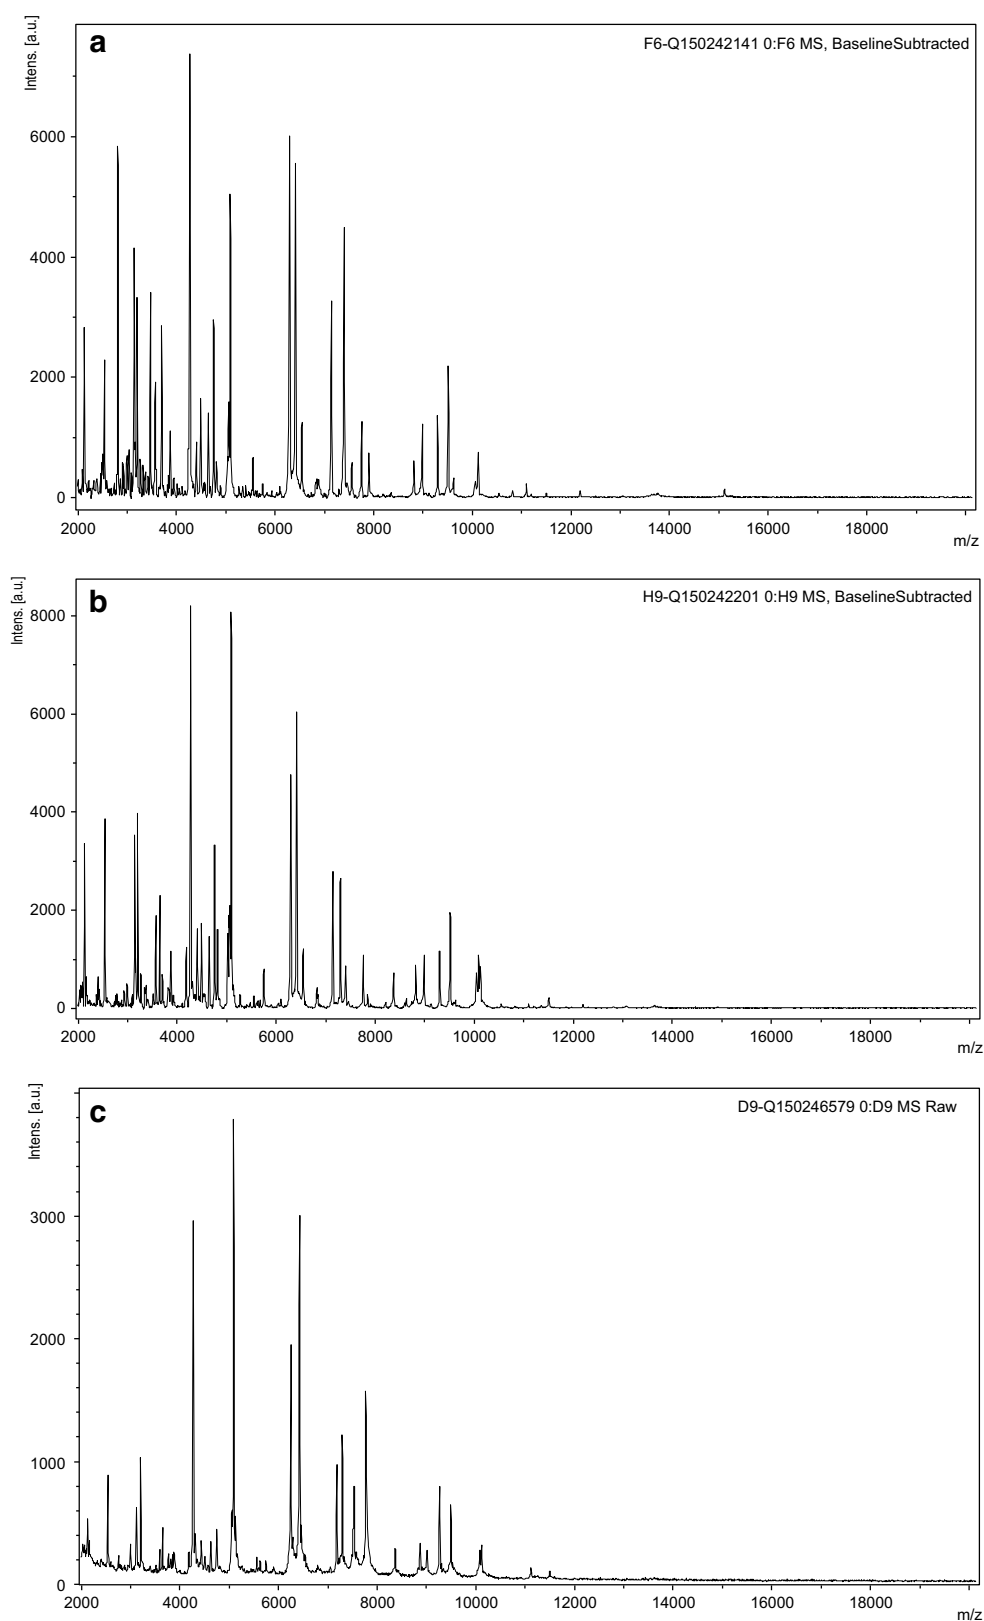 Intens. [a.u.]
a
F6-Q150242141 0:F6 MS, BaselineSubtracted
6000
4000
2000
0
2000 4000 6000 8000 10000 12000 14000 16000 18000
m/z
Intens. [a.u.]
b
H9-Q150242201 0:H9 MS, BaselineSubtracted
8000
6000
4000
2000
0
2000 4000 6000 8000 10000 12000 14000 16000 18000
m/z
Intens. [a.u.]
c
D9-Q150246579 0:D9 MS Raw
3000
2000
1000
0
2000 4000 6000 8000 10000 12000 14000 16000 18000
m/z